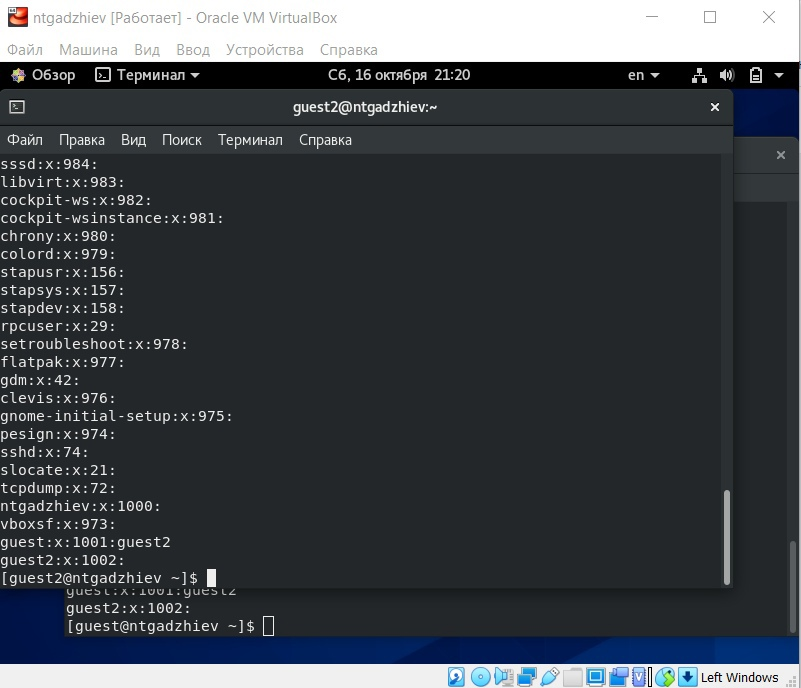 ntgadzhiev [Работает] - Oracle VM VirtualBox
Файл Машина Вид Ввод Устройства Справка
Обзор Терминал Сб, 16 октября 21:20 en
guest2@ntgadzhiev:~
Файл Правка Вид Поиск Терминал Справка
sssd:x:984:
libvirt:x:983:
cockpit-ws:x:982:
cockpit-wsinstance:x:981:
chrony:x:980:
colord:x:979:
stapusr:x:156:
stapsys:x:157:
stapdev:x:158:
rpcuser:x:29:
setroubleshoot:x:978:
flatpak:x:977:
gdm:x:42:
clevis:x:976:
gnome-initial-setup:x:975:
pesign:x:974:
sshd:x:74:
slocate:x:21:
tcpdump:x:72:
ntgadzhiev:x:1000:
vboxsf:x:973:
guest:x:1001:guest2
guest2:x:1002:
[guest2@ntgadzhiev ~]$
guest:x:1001:guest2
guest2:x:1002:
[guest@ntgadzhiev ~]$
Left Windows